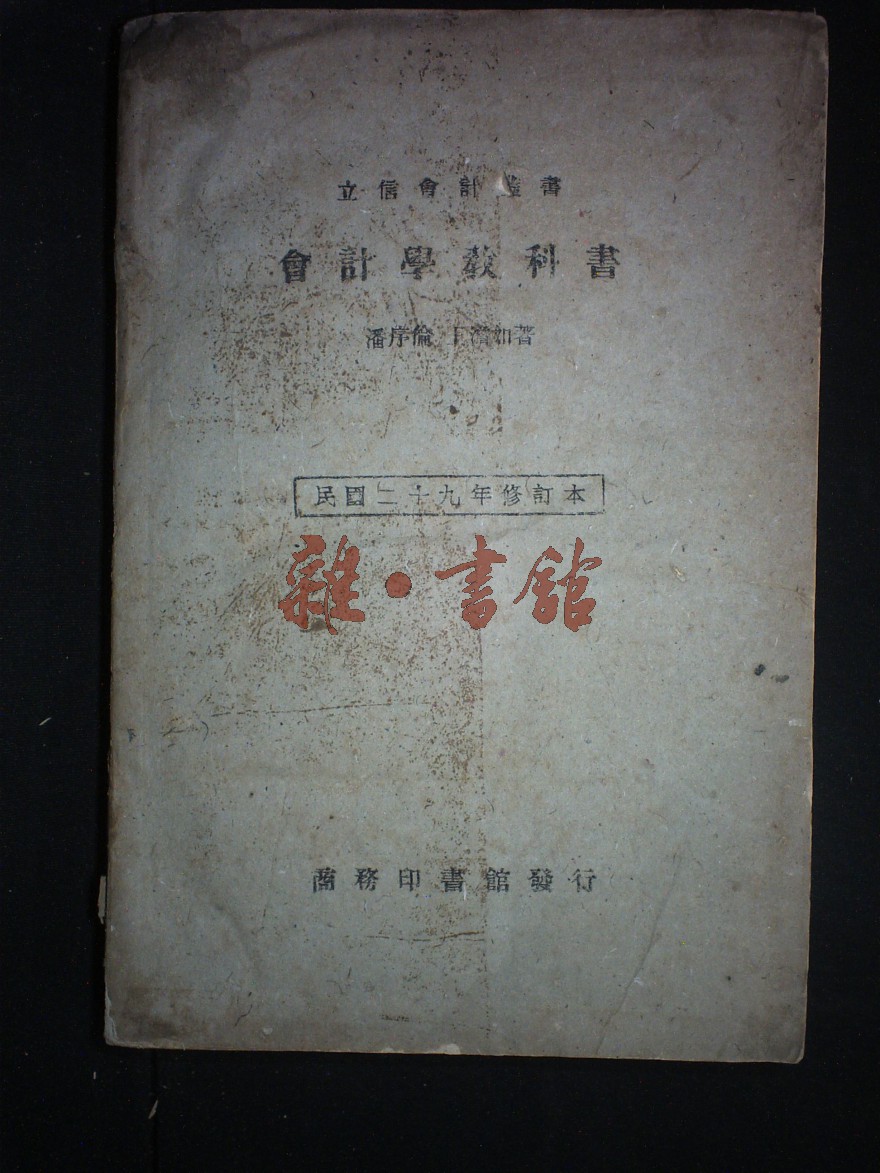 立信會計叢書
會計學教科書
潘序倫 王澹如著
民國二十九年修訂本
雜·書館
商務印書館發行